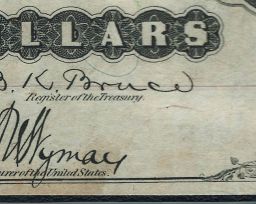 LLARS
B. K. Bruce
Register of the Treasury.
Wyman
urer of the United States.